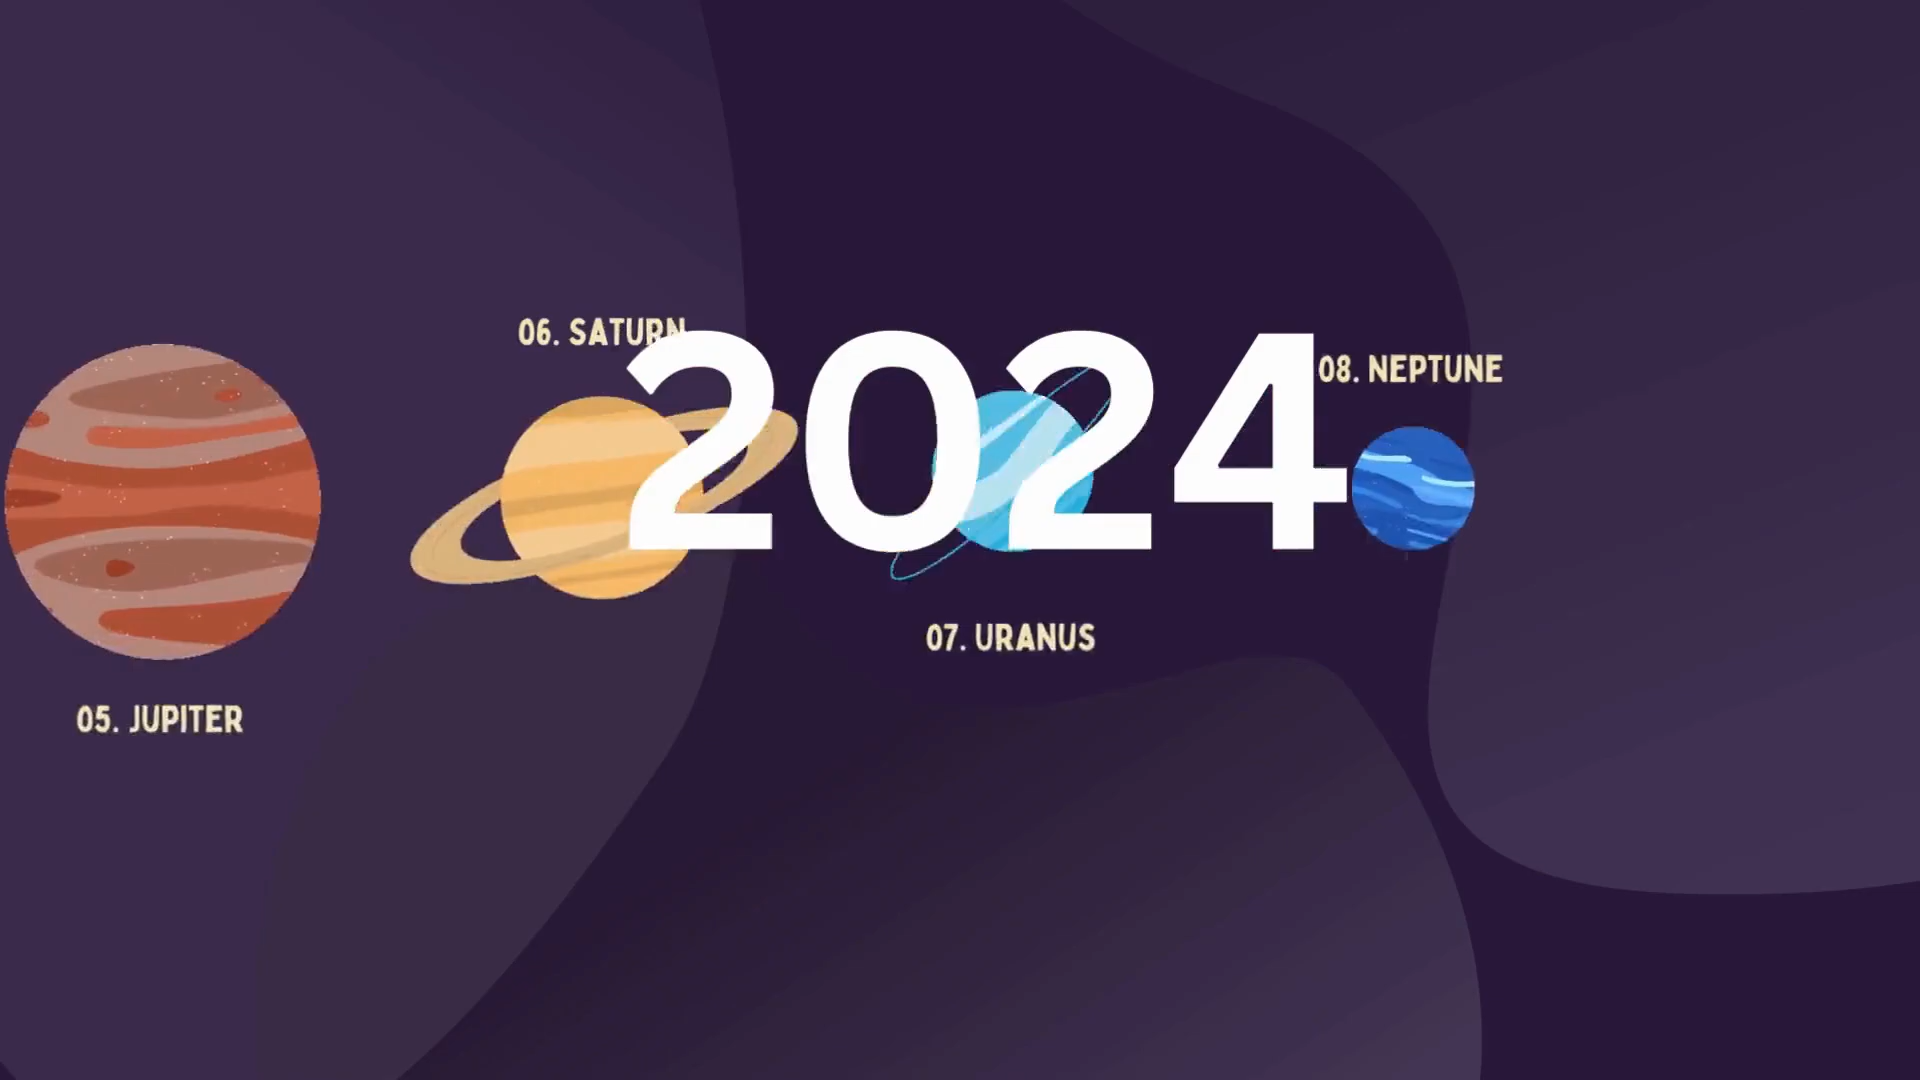 06. SATURN
2024
08. NEPTUNE
07. URANUS
05. JUPITER